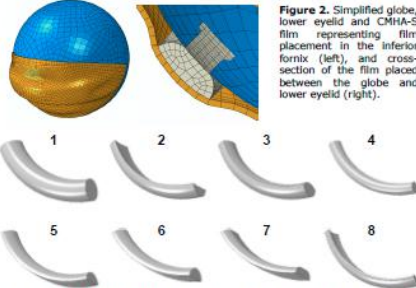 Figure 2. Simplified globe,
lower eyelid and CMHA-S
film representing film
placement in the inferior
fornix (left), and cross-
section of the film placed
between the globe and
lower eyelid (right).
1 2 3 4
5 6 7 8